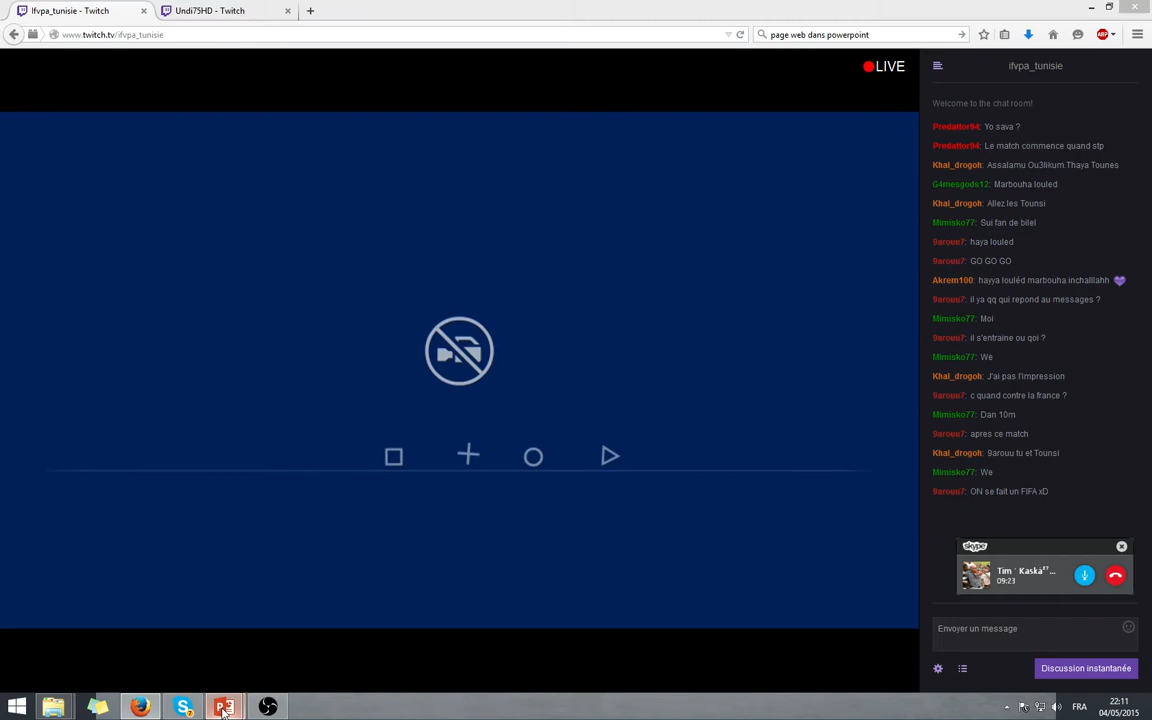 lfvpa_tunisie - Twitch
Undi75HD - Twitch
www.twitch.tv/ifvpa_tunisie
page web dans powerpoint
ABP
LIVE
ifvpa_tunisie
Welcome to the chat room!
Predattor94: Yo sava ?
Predattor94: Le match commence quand stp
Khal_drogoh: Assalamu Ou3likum.Thaya Tounes
G4mesgods12: Marbouha louled
Khal_drogoh: Allez les Tounsi
Mimisko77: Sui fan de bilel
9arouu7: haya louled
9arouu7: GO GO GO
Akrem100: hayya louléd marbouha inchalllahh
9arouu7: il ya qq qui repond au messages ?
Mimisko77: Moi
9arouu7: il s'entraine ou qoi ?
Mimisko77: We
Khal_drogoh: J'ai pas l'impression
9arouu7: c quand contre la france ?
Mimisko77: Dan 10m
9arouu7: apres ce match
Khal_drogoh: 9arouu tu et Tounsi
Mimisko77: We
9arouu7: ON se fait un FIFA xD
skype
09:23
Envoyer un message
Discussion instantanée
FRA
22:11
04/05/2015